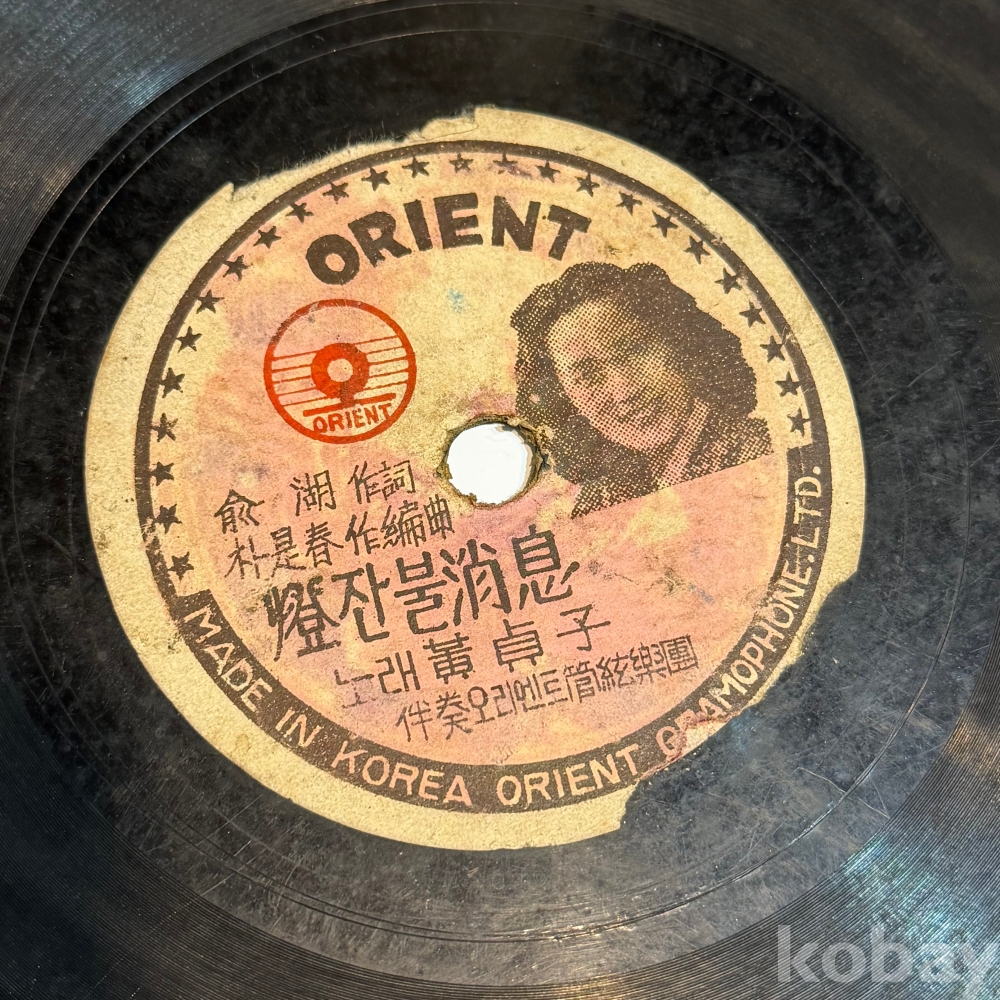 ORIENT
ORIENT
兪 湖 作詞
朴是春 作編曲
燈잔불消息
노래 黃貞子
伴奏오리엔트管絃樂團
MADE IN KOREA ORIENT GRAMOPHONE.LTD.
kobay